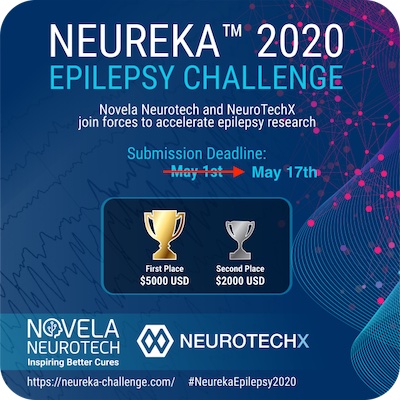 NEUREKA™ 2020
EPILEPSY CHALLENGE
Novela Neurotech and NeuroTechX
join forces to accelerate epilepsy research
Submission Deadline:
May 1st May 17th
First Place Second Place
$5000 USD $2000 USD
NOVELA
NEUROTECH
Inspiring Better Cures
NEUROTECHX
https://neureka-challenge.com/ #NeurekaEpilepsy2020